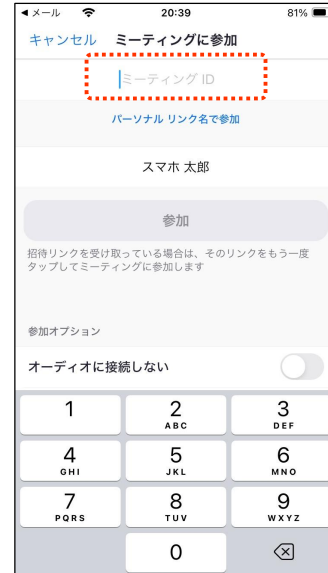 ◀メール 20:39 81%
キャンセル ミーティングに参加
ミーティング ID
パーソナル リンク名で参加
スマホ 太郎
参加
招待リンクを受け取っている場合は、そのリンクをもう一度
タップしてミーティングに参加します
参加オプション
オーディオに接続しない
1 2 3
ABC DEF
4 5 6
GHI JKL MNO
7 8 9
PQRS TUV WXYZ
0